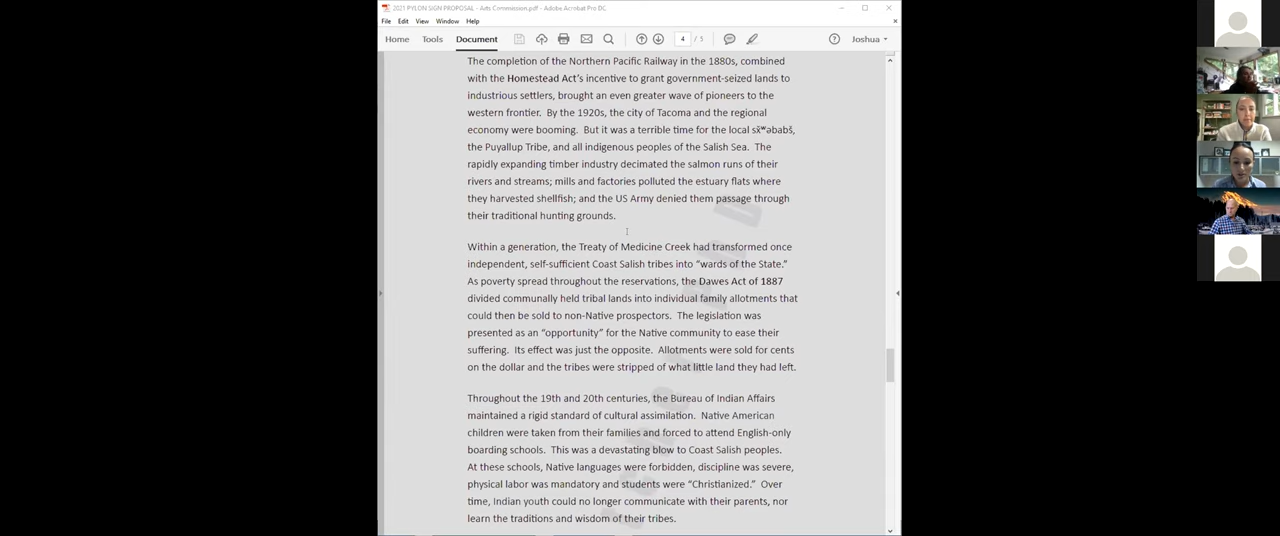 2021 PYLON SIGN PROPOSAL - Arts Commission.pdf - Adobe Acrobat Pro DC
File Edit View Window Help
Home Tools Document 4 / 5 Joshua
The completion of the Northern Pacific Railway in the 1880s, combined
with the Homestead Act's incentive to grant government-seized lands to
industrious settlers, brought an even greater wave of pioneers to the
western frontier. By the 1920s, the city of Tacoma and the regional
economy were booming. But it was a terrible time for the local sx̌ʷəbabš,
the Puyallup Tribe, and all indigenous peoples of the Salish Sea. The
rapidly expanding timber industry decimated the salmon runs of their
rivers and streams; mills and factories polluted the estuary flats where
they harvested shellfish; and the US Army denied them passage through
their traditional hunting grounds.
Within a generation, the Treaty of Medicine Creek had transformed once
independent, self-sufficient Coast Salish tribes into “wards of the State.”
As poverty spread throughout the reservations, the Dawes Act of 1887
divided communally held tribal lands into individual family allotments that
could then be sold to non-Native prospectors. The legislation was
presented as an “opportunity” for the Native community to ease their
suffering. Its effect was just the opposite. Allotments were sold for cents
on the dollar and the tribes were stripped of what little land they had left.
Throughout the 19th and 20th centuries, the Bureau of Indian Affairs
maintained a rigid standard of cultural assimilation. Native American
children were taken from their families and forced to attend English-only
boarding schools. This was a devastating blow to Coast Salish peoples.
At these schools, Native languages were forbidden, discipline was severe,
physical labor was mandatory and students were “Christianized.” Over
time, Indian youth could no longer communicate with their parents, nor
learn the traditions and wisdom of their tribes.